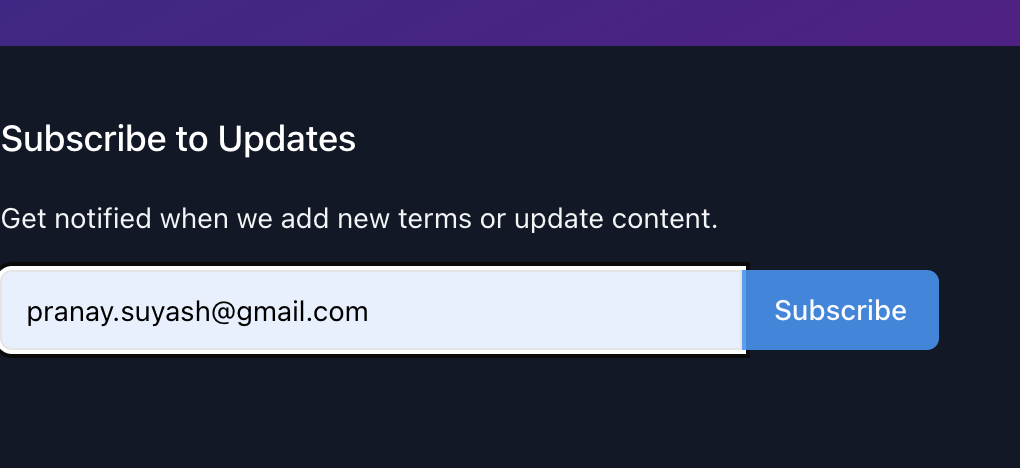 Subscribe to Updates
Get notified when we add new terms or update content.
pranay.suyash@gmail.com
Subscribe